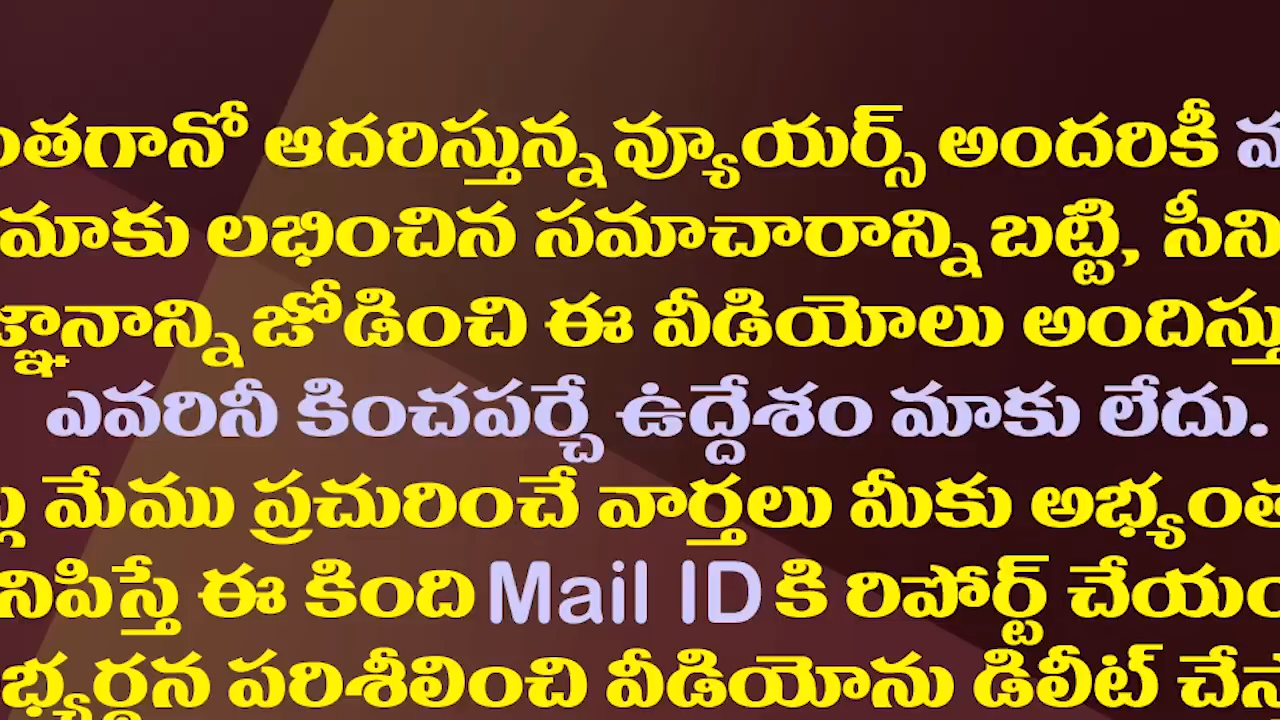 ఆదరిస్తున్న వ్యూయర్స్ అందరికీ
మాకు లభించిన సమాచారాన్ని బట్టి,
జోడించి ఈ వీడియోలు
ఎవరినీ కించపర్చే ఉద్దేశం మాకు లేదు.
మేము ప్రచురించే వార్తలు మీకు
ఈ కింది Mail ID కి రిపోర్ట్
పరిశీలించి వీడియోను డిలీట్